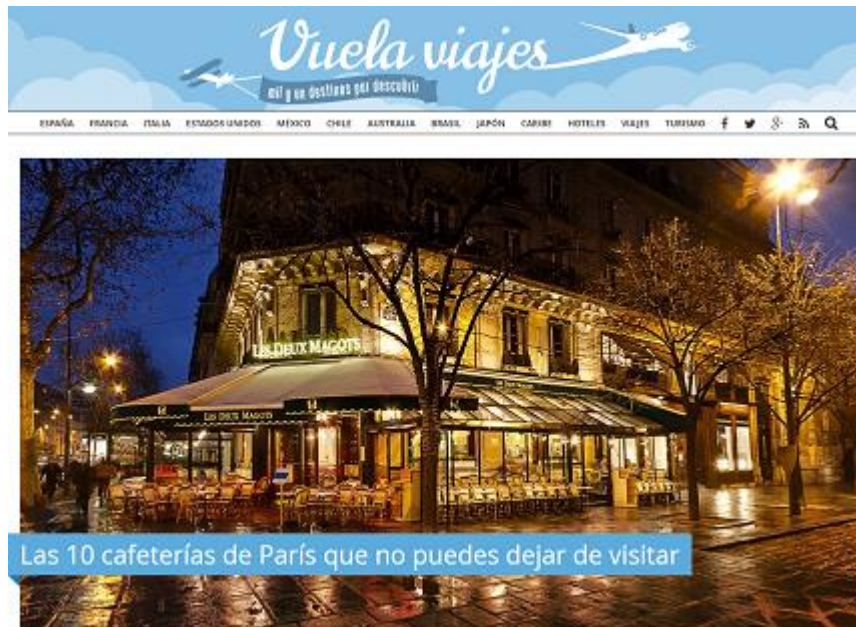 Vuela viajes
mil y un destinos por descubrir
ESPAÑA FRANCIA ITALIA ESTADOS UNIDOS MÉXICO CHILE AUSTRALIA BRASIL JAPÓN CARIBE HOTELES VIAJES TURISMO
LES DEUX MAGOTS
LES DEUX MAGOTS
Las 10 cafeterías de París que no puedes dejar de visitar